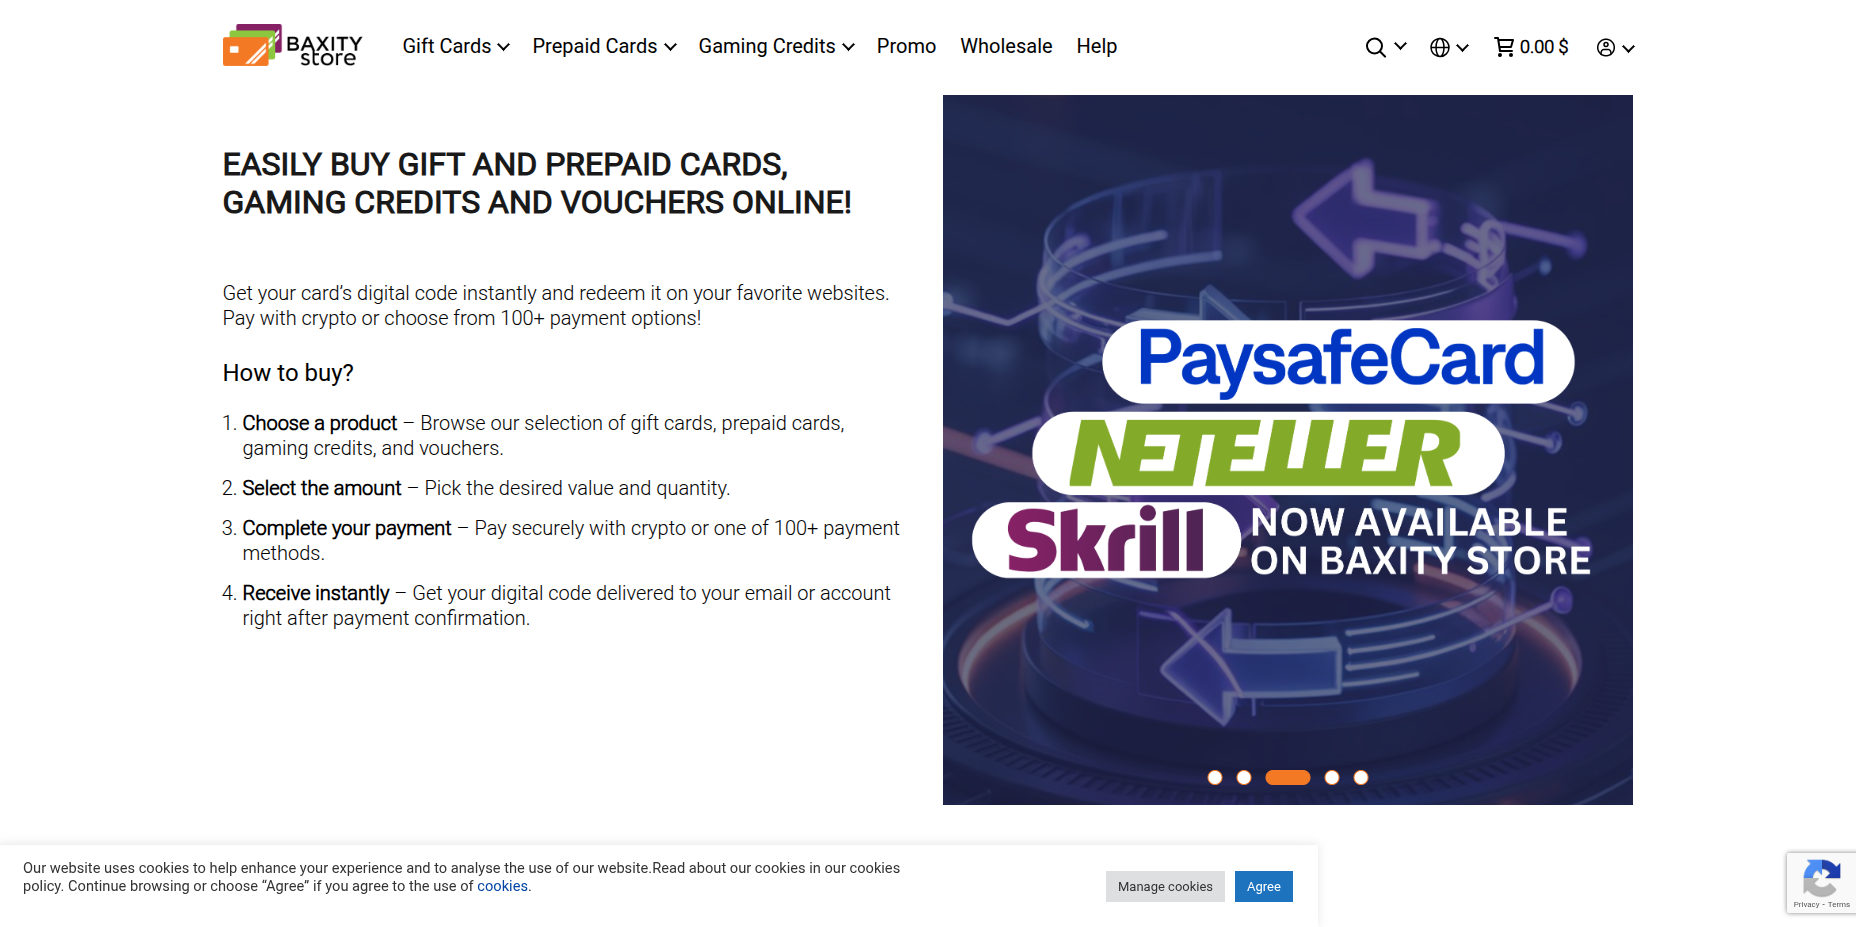 BAXITY
store
Gift Cards
Prepaid Cards
Gaming Credits
Promo
Wholesale
Help
0.00 $
EASILY BUY GIFT AND PREPAID CARDS,
GAMING CREDITS AND VOUCHERS ONLINE!
Get your card’s digital code instantly and redeem it on your favorite websites.
Pay with crypto or choose from 100+ payment options!
How to buy?
1. Choose a product – Browse our selection of gift cards, prepaid cards,
gaming credits, and vouchers.
2. Select the amount – Pick the desired value and quantity.
3. Complete your payment – Pay securely with crypto or one of 100+ payment
methods.
4. Receive instantly – Get your digital code delivered to your email or account
right after payment confirmation.
PaysafeCard
NETELLER
Skrill
NOW AVAILABLE
ON BAXITY STORE
Our website uses cookies to help enhance your experience and to analyse the use of our website.Read about our cookies in our cookies
policy. Continue browsing or choose “Agree” if you agree to the use of cookies.
Manage cookies
Agree
Privacy - Terms